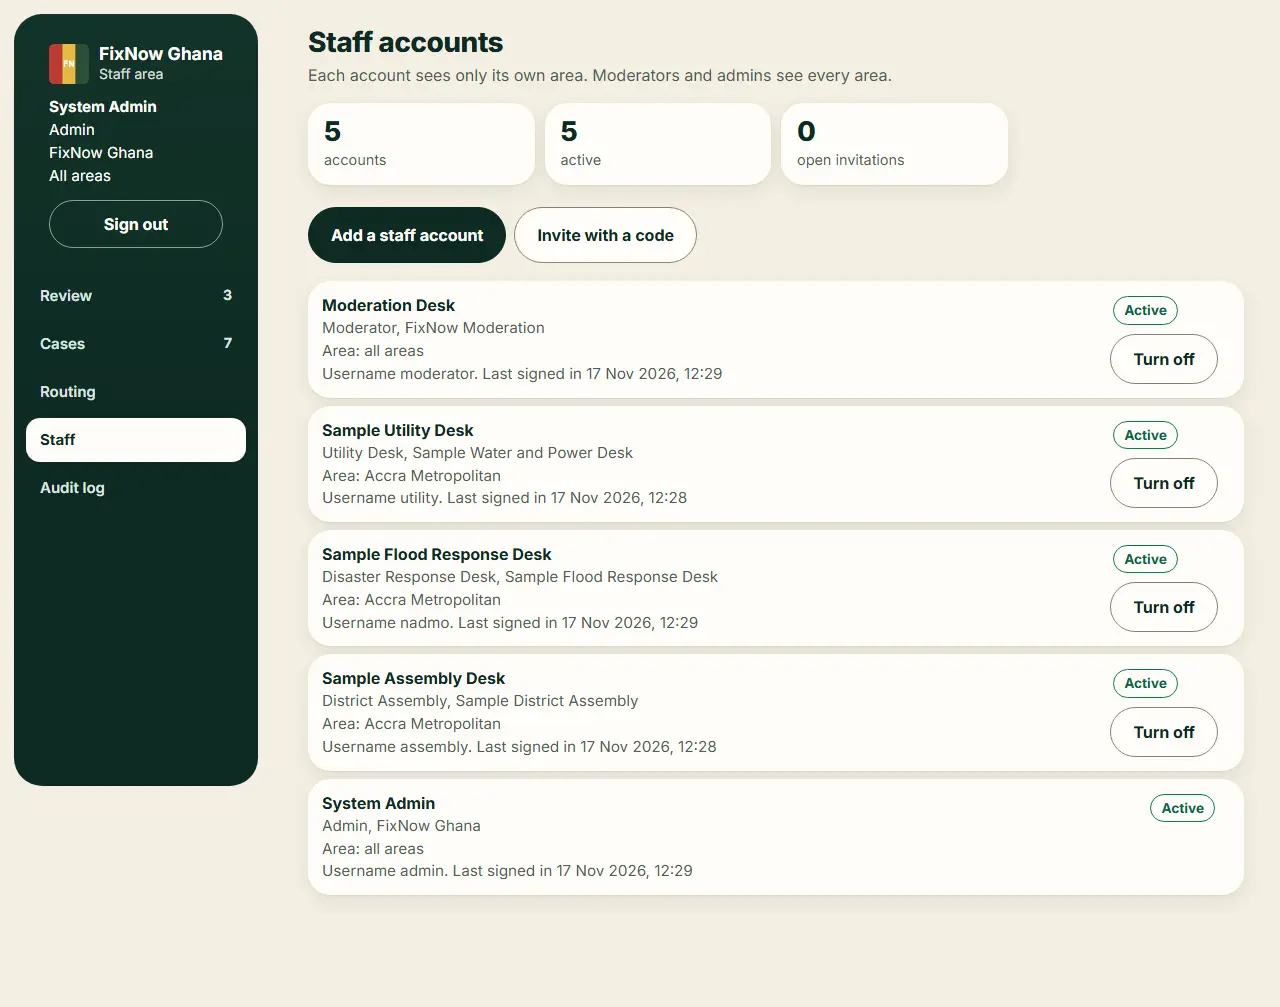 FN
FixNow Ghana
Staff area
System Admin
Admin
FixNow Ghana
All areas
Sign out
Review 3
Cases 7
Routing
Staff
Audit log
Staff accounts
Each account sees only its own area. Moderators and admins see every area.
5
accounts
5
active
0
open invitations
Add a staff account
Invite with a code
Moderation Desk
Moderator, FixNow Moderation
Area: all areas
Username moderator. Last signed in 17 Nov 2026, 12:29
Active
Turn off
Sample Utility Desk
Utility Desk, Sample Water and Power Desk
Area: Accra Metropolitan
Username utility. Last signed in 17 Nov 2026, 12:28
Active
Turn off
Sample Flood Response Desk
Disaster Response Desk, Sample Flood Response Desk
Area: Accra Metropolitan
Username nadmo. Last signed in 17 Nov 2026, 12:29
Active
Turn off
Sample Assembly Desk
District Assembly, Sample District Assembly
Area: Accra Metropolitan
Username assembly. Last signed in 17 Nov 2026, 12:28
Active
Turn off
System Admin
Admin, FixNow Ghana
Area: all areas
Username admin. Last signed in 17 Nov 2026, 12:29
Active